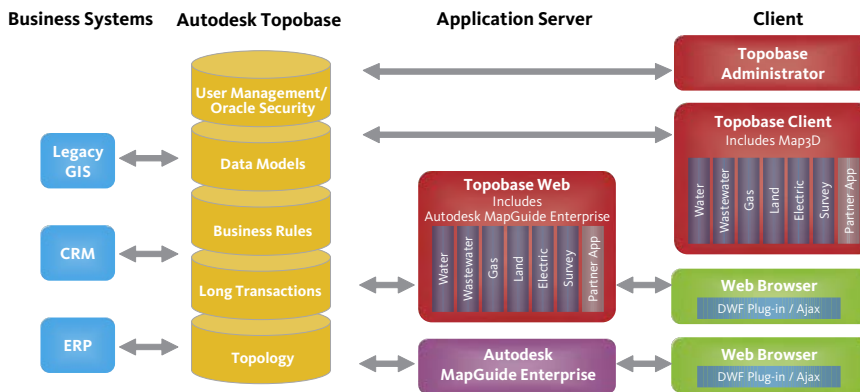 Business Systems
Autodesk Topobase
Application Server
Client
User Management/
Oracle Security
Data Models
Business Rules
Long Transactions
Topology
Legacy
GIS
CRM
ERP
Topobase Web
Includes
Autodesk MapGuide Enterprise
Water
Wastewater
Gas
Land
Electric
Survey
Partner App
Autodesk
MapGuide Enterprise
Topobase
Administrator
Topobase Client
Includes Map3D
Water
Wastewater
Gas
Land
Electric
Survey
Partner App
Web Browser
DWF Plug-in / Ajax
Web Browser
DWF Plug-in / Ajax